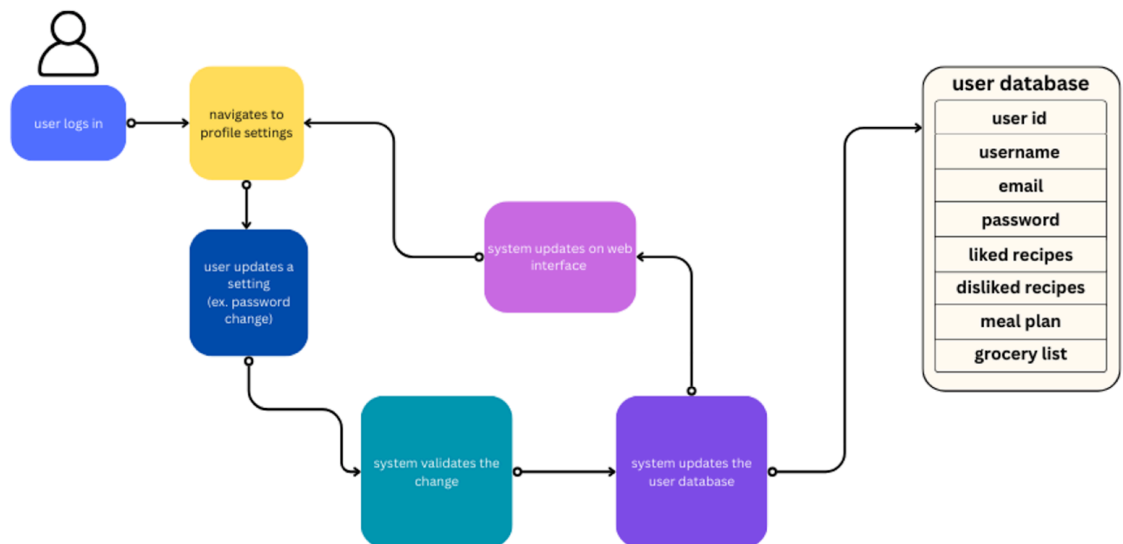 user logs in
navigates to
profile settings
user updates a
setting
(ex. password
change)
system validates the
change
system updates the
user database
system updates on web
interface
user database
user id
username
email
password
liked recipes
disliked recipes
meal plan
grocery list